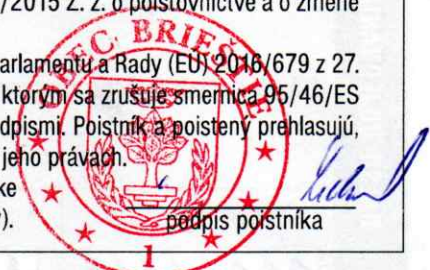 /2015 Z. z. o poisťovníctve a o zmene
arlamentu a Rady (EÚ) 2016/679 z 27.
ktorým sa zrušuje smernica 95/46/ES
dpismi. Poistník a poistený prehlasujú,
jeho právach.
ke
).
podpis poistníka
OBEC BRIEŠTIE
1